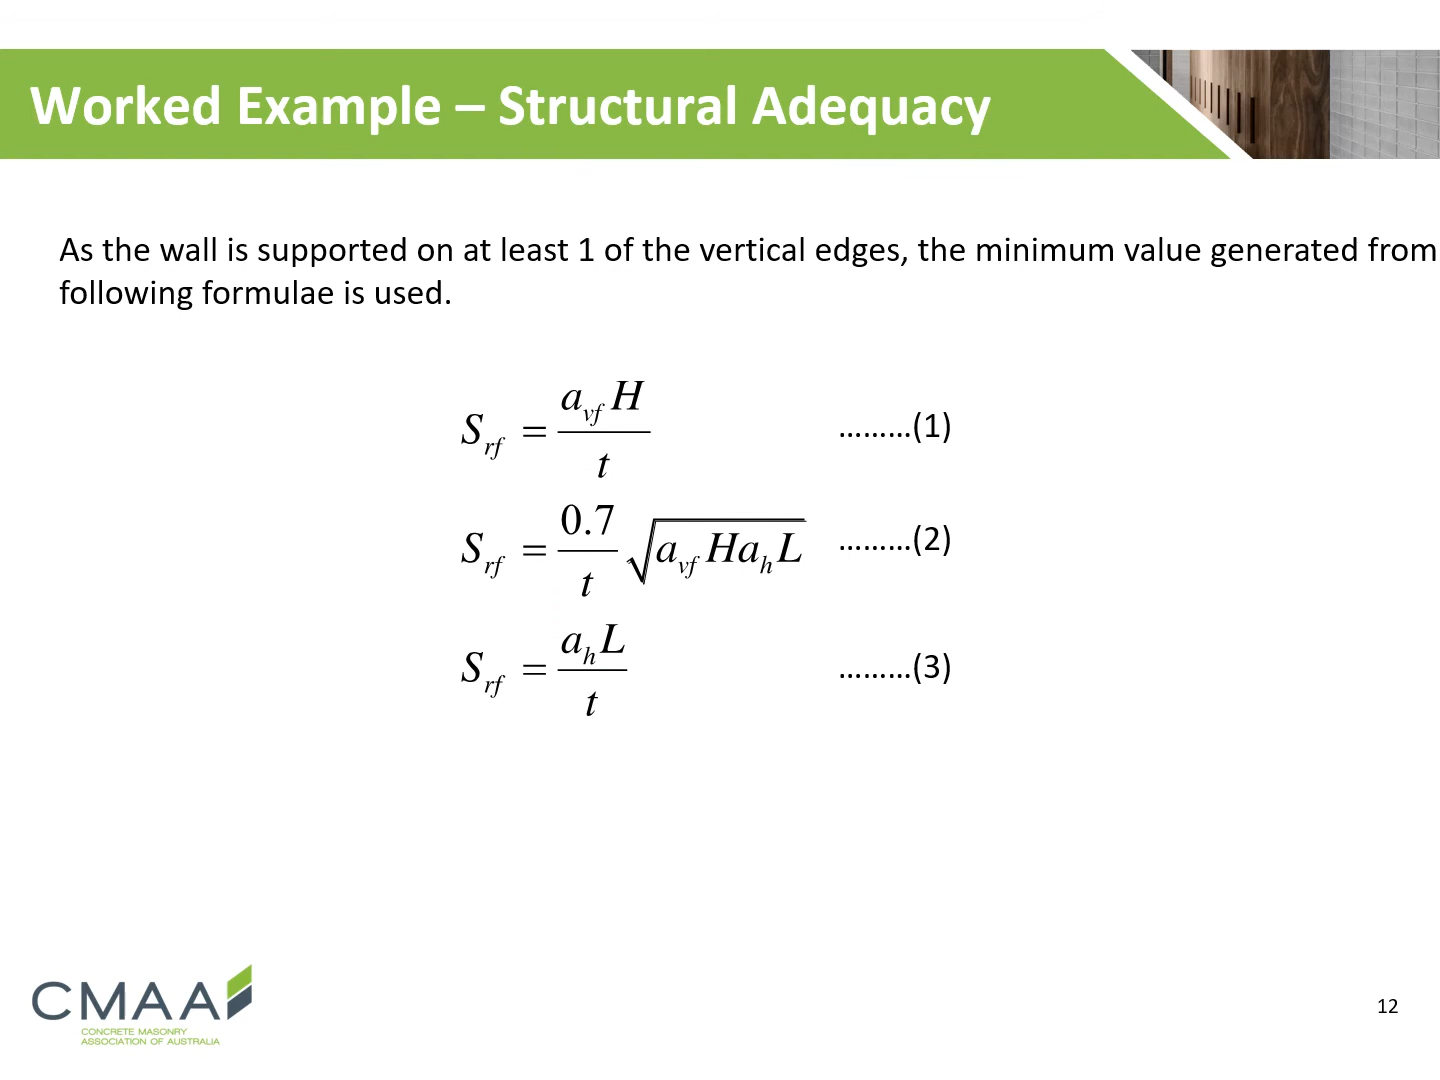 Worked Example – Structural Adequacy
As the wall is supported on at least 1 of the vertical edges, the minimum value generated from
following formulae is used.
S_rf = a_vf H / t ………(1)
S_rf = 0.7 / t √(a_vf H a_h L) ………(2)
S_rf = a_h L / t ………(3)
CMAA
CONCRETE MASONRY
ASSOCIATION OF AUSTRALIA
12